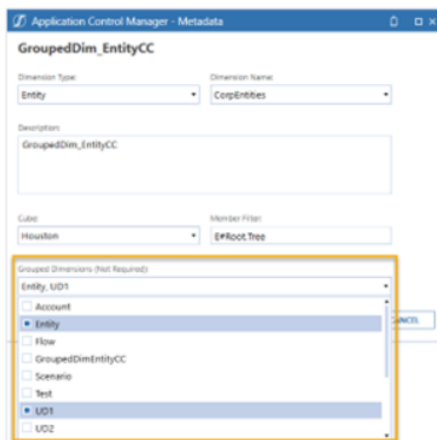 Application Control Manager - Metadata
GroupedDim_EntityCC
Dimension Type:
Dimension Name:
Entity
CorpEntities
Description:
GroupedDim_EntityCC
Cube:
Member Filter:
Houston
E#Root.Tree
Grouped Dimensions (Not Required):
Entity, UD1
Account
Entity
Flow
GroupedDimEntityCC
Scenario
Test
UD1
UD2